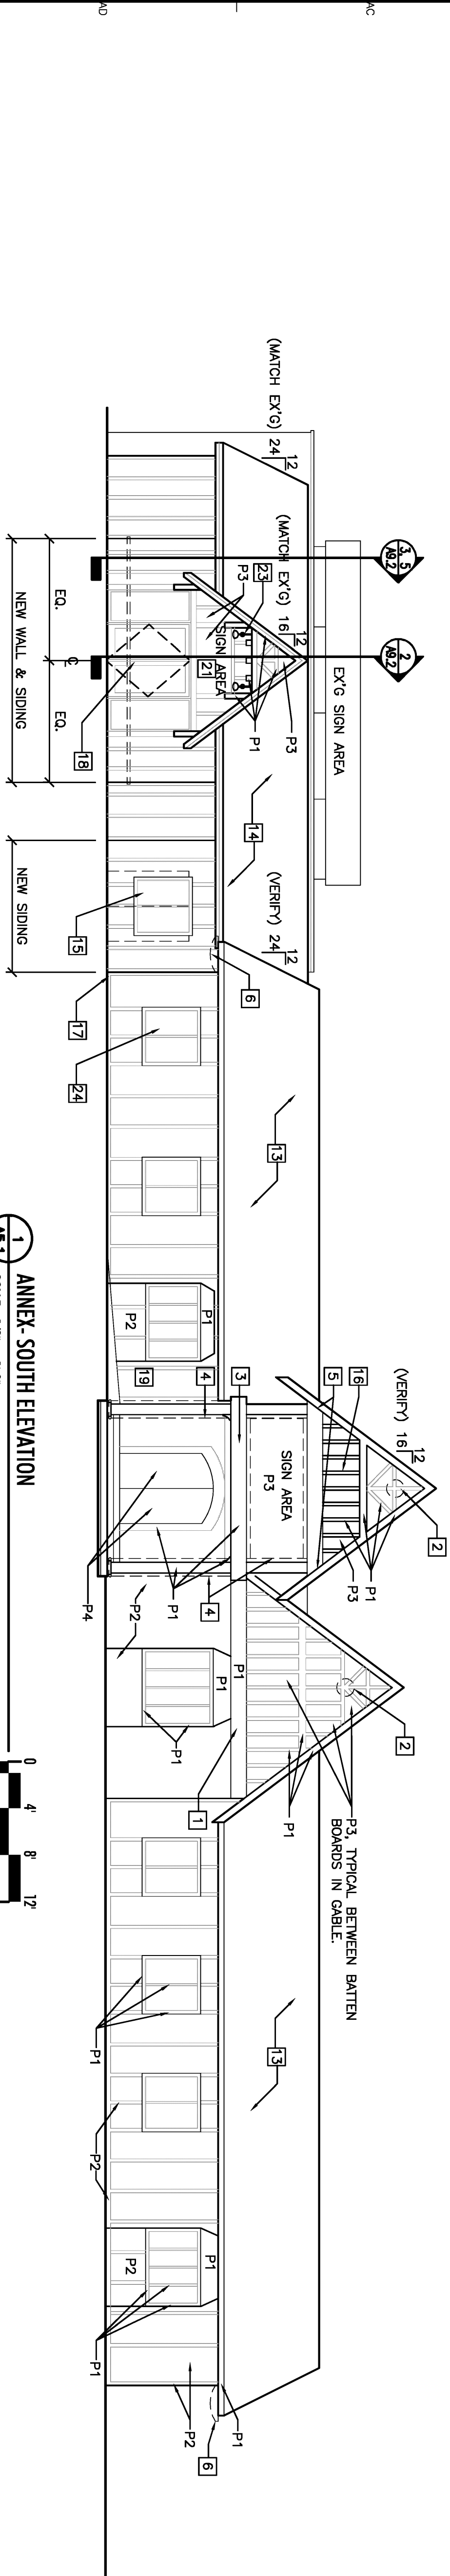 AD
AC
(MATCH EX'G) 24
12
3, 5
A9.2
2
A9.2
EX'G SIGN AREA
(MATCH EX'G) 16
12
23
P3
SIGN AREA
21
P1
P3
EQ.
EQ.
CL
NEW WALL & SIDING
18
14
(VERIFY) 24
12
NEW SIDING
15
6
17
24
13
P1
P2
19
4
3
5
16
(VERIFY) 16
12
2
SIGN AREA
P3
P1
P3
P4
P2
P1
4
P1
P1
P1
1
2
P1
P3, TYPICAL BETWEEN BATTEN
BOARDS IN GABLE.
13
P1
P2
P1
P2
P1
P2
P1
6
1
ANNEX- SOUTH ELEVATION
0
4'
8'
12'